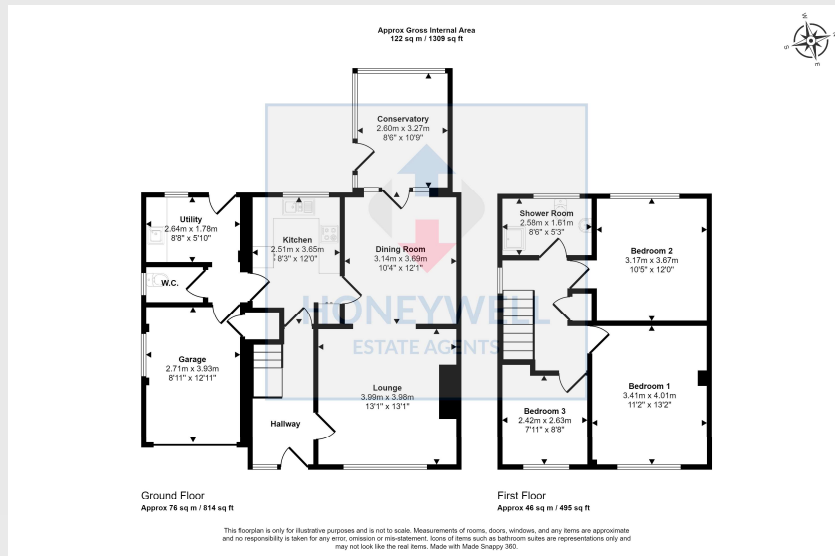 Approx Gross Internal Area
122 sq m / 1309 sq ft
W
S
E
Conservatory
2.60m x 3.27m
8'6" x 10'9"
Utility
2.64m x 1.78m
8'8" x 5'10"
Kitchen
2.51m x 3.65m
8'3" x 12'0"
Dining Room
3.14m x 3.69m
10'4" x 12'1"
W.C.
Garage
2.71m x 3.93m
8'11" x 12'11"
Lounge
3.99m x 3.98m
13'1" x 13'1"
Hallway
Shower Room
2.58m x 1.61m
8'6" x 5'3"
Bedroom 2
3.17m x 3.67m
10'5" x 12'0"
Bedroom 1
3.41m x 4.01m
11'2" x 13'2"
Bedroom 3
2.42m x 2.63m
7'11" x 8'8"
HONEYWELL
ESTATE AGENTS
Ground Floor
Approx 76 sq m / 814 sq ft
First Floor
Approx 46 sq m / 495 sq ft
This floorplan is only for illustrative purposes and is not to scale. Measurements of rooms, doors, windows, and any items are approximate
and no responsibility is taken for any error, omission or mis-statement. Icons of items such as bathroom suites are representations only and
may not look like the real items. Made with Made Snappy 360.